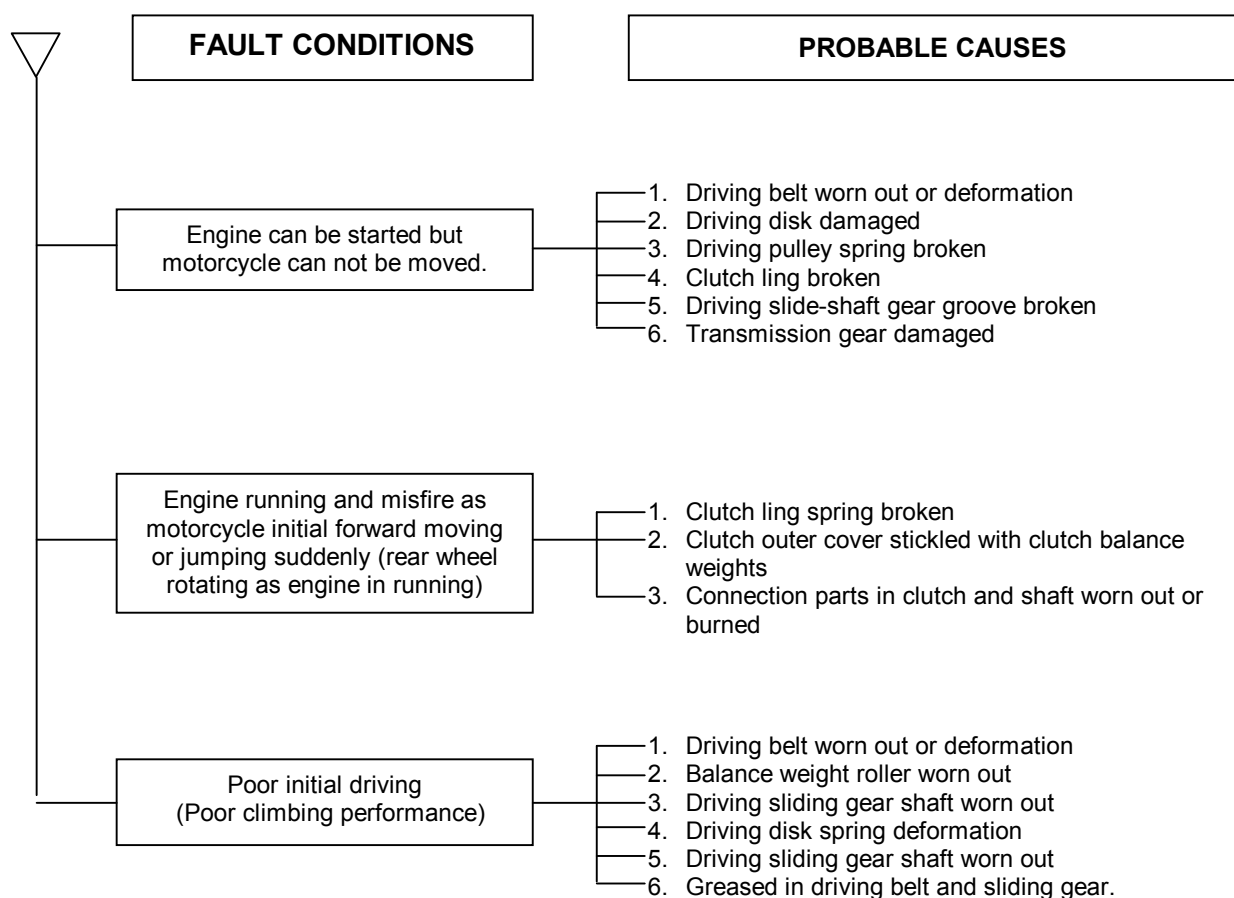 FAULT CONDITIONS
PROBABLE CAUSES
Engine can be started but
motorcycle can not be moved.
1. Driving belt worn out or deformation
2. Driving disk damaged
3. Driving pulley spring broken
4. Clutch ling broken
5. Driving slide-shaft gear groove broken
6. Transmission gear damaged
Engine running and misfire as
motorcycle initial forward moving
or jumping suddenly (rear wheel
rotating as engine in running)
1. Clutch ling spring broken
2. Clutch outer cover stickled with clutch balance
weights
3. Connection parts in clutch and shaft worn out or
burned
Poor initial driving
(Poor climbing performance)
1. Driving belt worn out or deformation
2. Balance weight roller worn out
3. Driving sliding gear shaft worn out
4. Driving disk spring deformation
5. Driving sliding gear shaft worn out
6. Greased in driving belt and sliding gear.